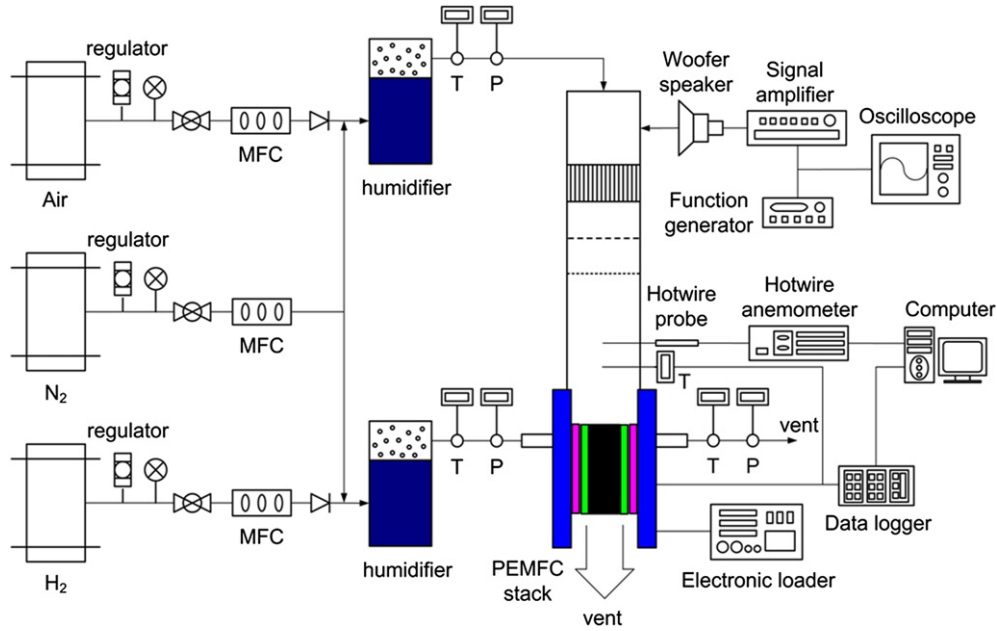 regulator
MFC
Air
humidifier
T
P
Woofer
speaker
Signal
amplifier
Oscilloscope
Function
generator
regulator
MFC
N₂
Hotwire
probe
Hotwire
anemometer
Computer
T
regulator
MFC
H₂
humidifier
T
P
T
P
vent
Data logger
Electronic loader
PEMFC
stack
vent